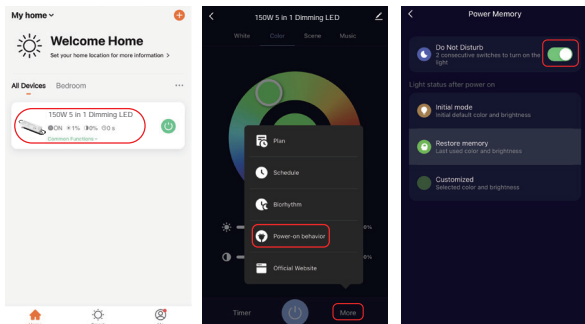 My home
Welcome Home
Set your home location for more information >
All Devices Bedroom
150W 5 in 1 Dimming LED
ON 1% 0% 0 s
Common Functions
150W 5 in 1 Dimming LED
White Color Scene Music
Plan
Schedule
Biorhythm
Power-on behavior
Official Website
Timer More
Power Memory
Do Not Disturb
2 consecutive switches to turn on the
light
Light status after power on
Initial mode
Initial default color and brightness
Restore memory
Last used color and brightness
Customized
Selected color and brightness